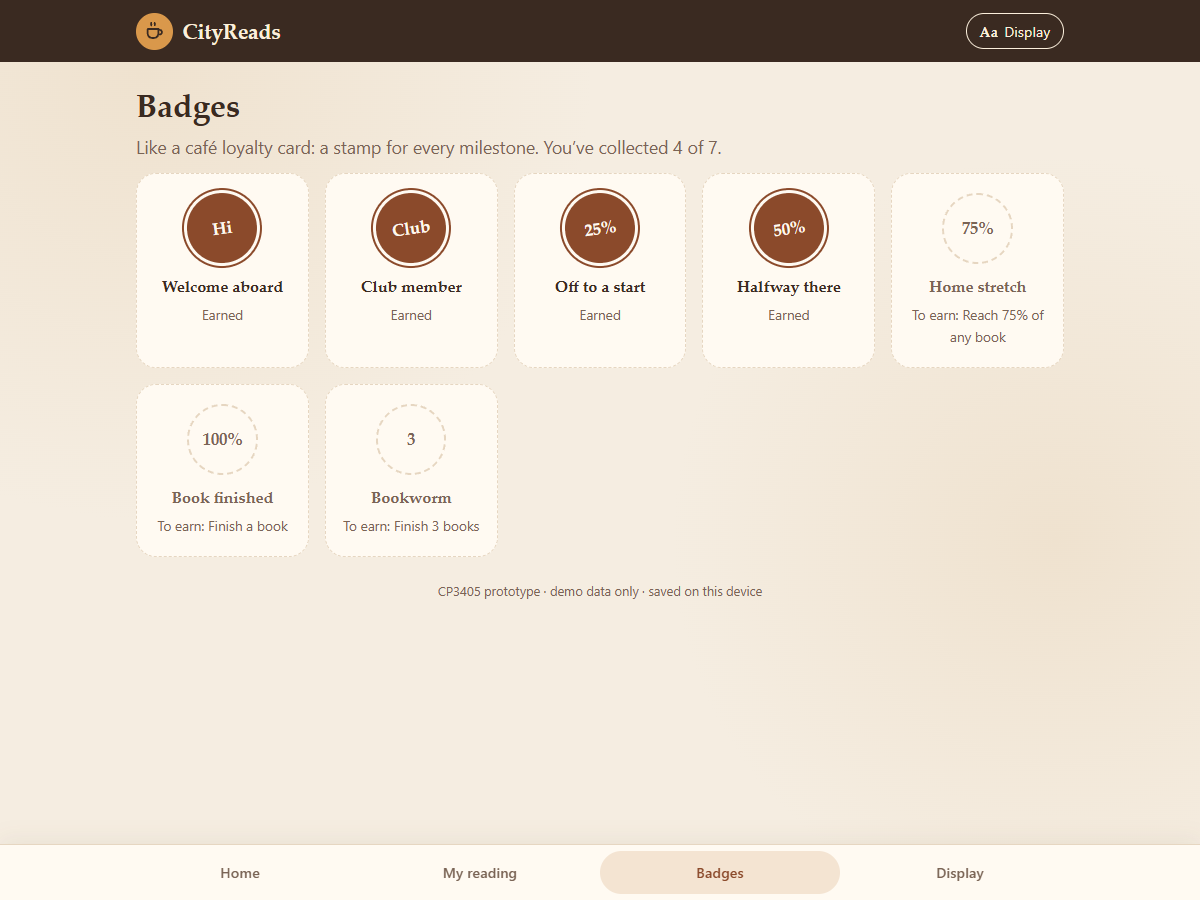 CityReads
Aa Display
Badges
Like a café loyalty card: a stamp for every milestone. You’ve collected 4 of 7.
Hi
Welcome aboard
Earned
Club
Club member
Earned
25%
Off to a start
Earned
50%
Halfway there
Earned
75%
Home stretch
To earn: Reach 75% of
any book
100%
Book finished
To earn: Finish a book
3
Bookworm
To earn: Finish 3 books
CP3405 prototype · demo data only · saved on this device
Home
My reading
Badges
Display